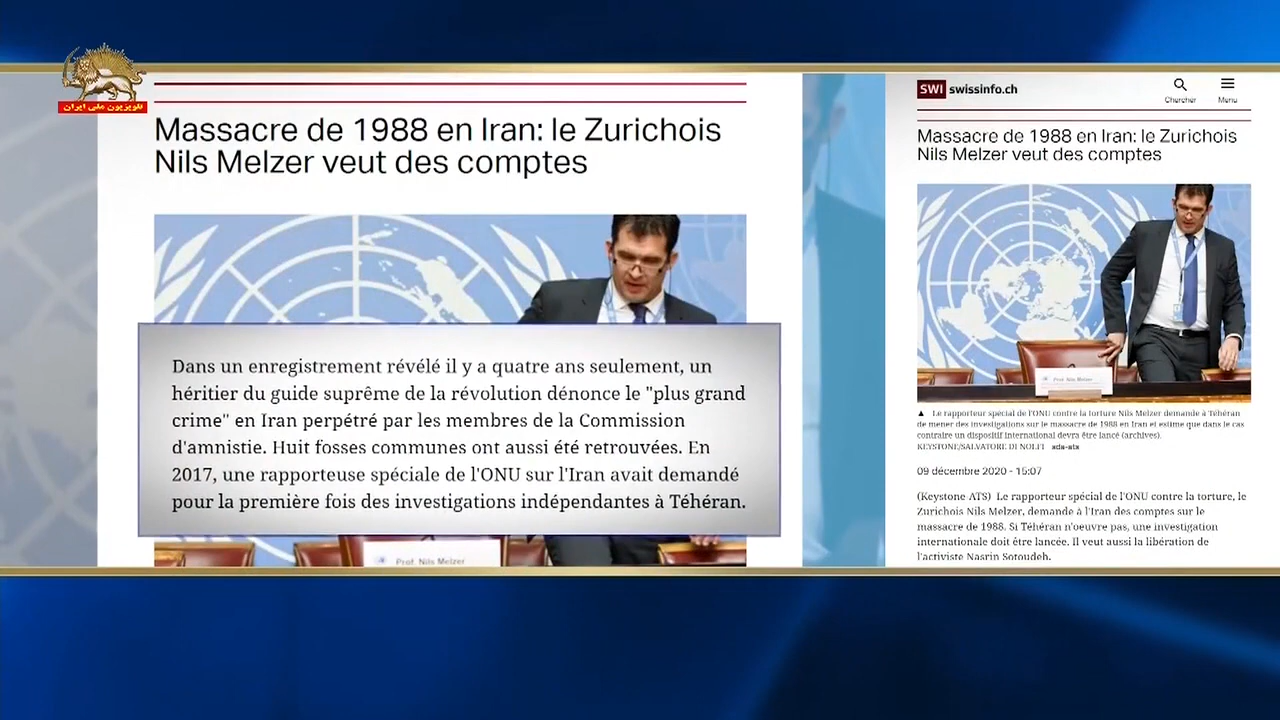 تلویزیون ملی ایران
Massacre de 1988 en Iran: le Zurichois
Nils Melzer veut des comptes
Dans un enregistrement révélé il y a quatre ans seulement, un
héritier du guide suprême de la révolution dénonce le "plus grand
crime" en Iran perpétré par les membres de la Commission
d'amnistie. Huit fosses communes ont aussi été retrouvées. En
2017, une rapporteuse spéciale de l'ONU sur l'Iran avait demandé
pour la première fois des investigations indépendantes à Téhéran.
Prof. Nils Melzer
SWI swissinfo.ch
Chercher
Menu
Massacre de 1988 en Iran: le Zurichois
Nils Melzer veut des comptes
Prof. Nils Melzer
▲ Le rapporteur spécial de l'ONU contre la torture Nils Melzer demande à Téhéran
de mener des investigations sur le massacre de 1988 en Iran et estime que dans le cas
contraire un dispositif international devra être lancé (archives).
KEYSTONE/SALVATORE DI NOLFI sda-ats
09 décembre 2020 - 15:07
(Keystone ATS) Le rapporteur spécial de l'ONU contre la torture, le
Zurichois Nils Melzer, demande à l'Iran des comptes sur le
massacre de 1988. Si Téhéran n'oeuvre pas, une investigation
internationale doit être lancée. Il veut aussi la libération de
l'activiste Nasrin Sotoudeh.